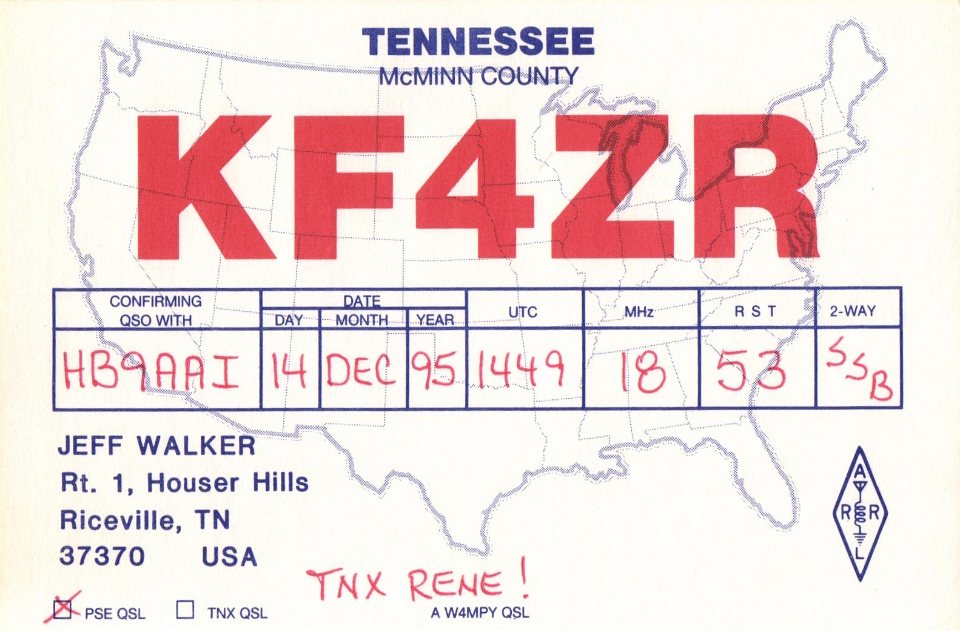 TENNESSEE
McMINN COUNTY
KF4ZR
CONFIRMING QSO WITH DATE DAY MONTH YEAR UTC MHz R S T 2-WAY
HB9AAI 14 DEC 95 1449 18 53 SSB
JEFF WALKER
Rt. 1, Houser Hills
Riceville, TN
37370 USA
A
R R
L
TNX RENE!
X PSE QSL TNX QSL A W4MPY QSL